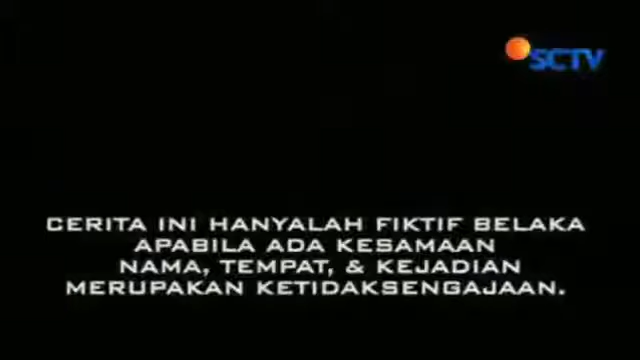 SCTV
CERITA INI HANYALAH FIKTIF BELAKA
APABILA ADA KESAMAAN
NAMA, TEMPAT, & KEJADIAN
MERUPAKAN KETIDAKSENGAJAAN.